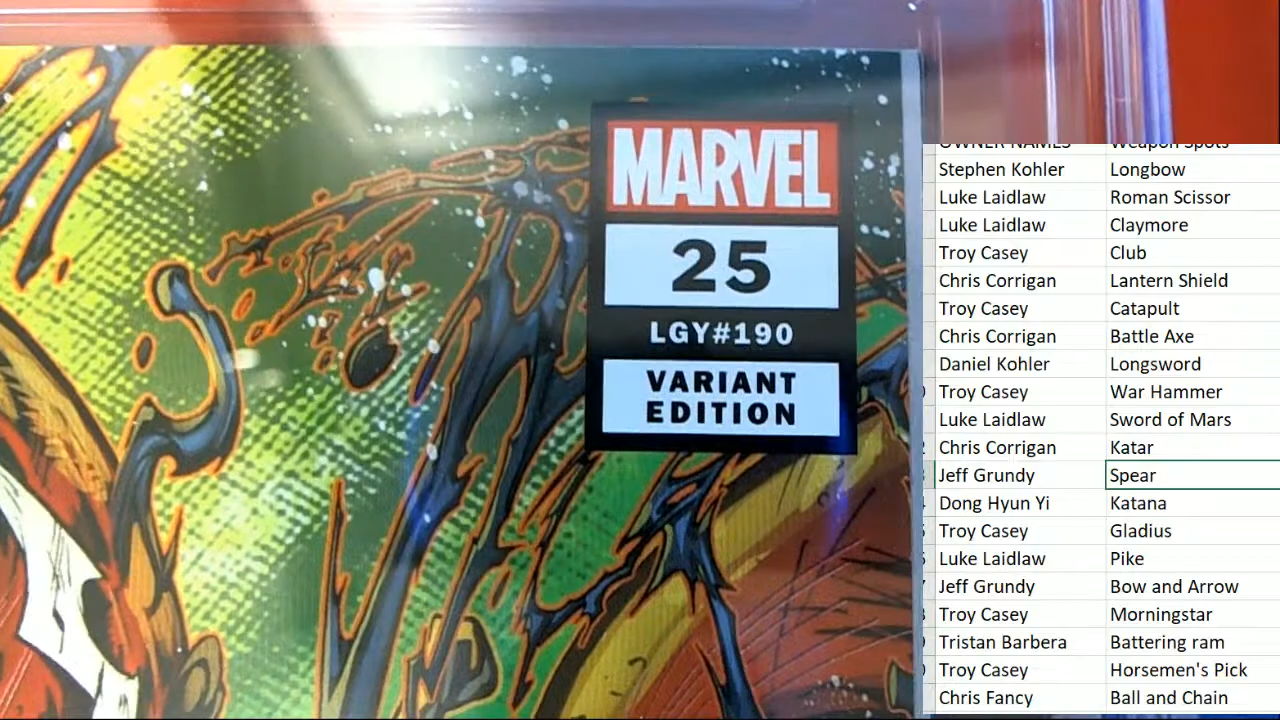 MARVEL
25
LGY#190
VARIANT
EDITION
OWNER NAMES Weapon Spots
Stephen Kohler Longbow
Luke Laidlaw Roman Scissor
Luke Laidlaw Claymore
Troy Casey Club
Chris Corrigan Lantern Shield
Troy Casey Catapult
Chris Corrigan Battle Axe
Daniel Kohler Longsword
Troy Casey War Hammer
Luke Laidlaw Sword of Mars
Chris Corrigan Katar
Jeff Grundy Spear
Dong Hyun Yi Katana
Troy Casey Gladius
Luke Laidlaw Pike
Jeff Grundy Bow and Arrow
Troy Casey Morningstar
Tristan Barbera Battering ram
Troy Casey Horsemen's Pick
Chris Fancy Ball and Chain